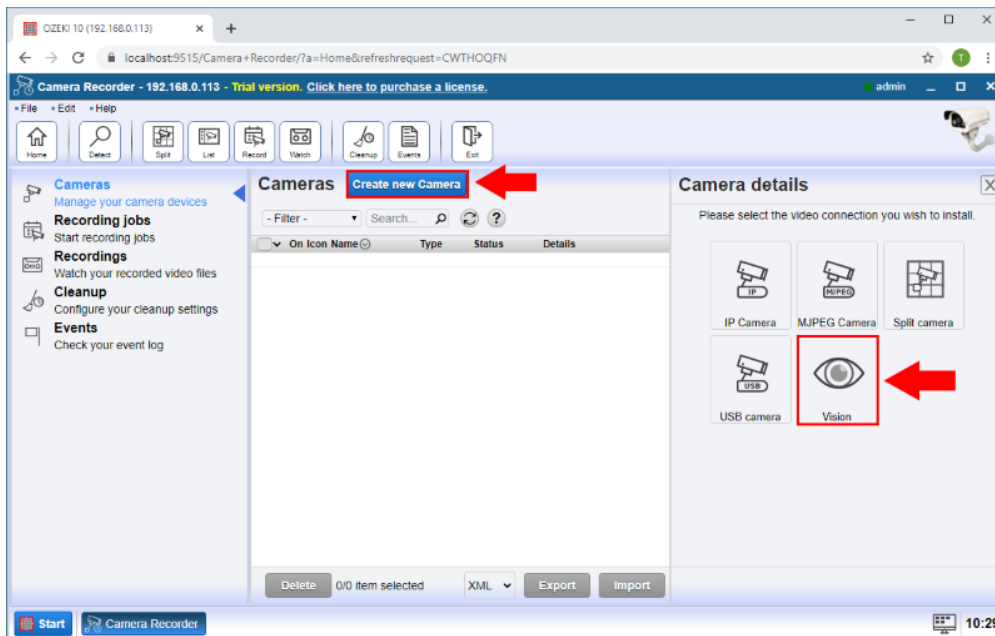 OZEKI 10 (192.168.0.113)
localhost:9515/Camera+Recorder/?a=Home&refreshrequest=CWTHOQFN
T
Camera Recorder - 192.168.0.113 - Trial version. Click here to purchase a license.
admin
File Edit Help
Home Detect Split List Record Watch Cleanup Events Exit
Cameras
Manage your camera devices
Recording jobs
Start recording jobs
Recordings
Watch your recorded video files
Cleanup
Configure your cleanup settings
Events
Check your event log
Cameras Create new Camera
- Filter - Search... ?
On Icon Name Type Status Details
Delete 0/0 item selected XML Export Import
Camera details X
Please select the video connection you wish to install.
IP MJPEG
IP Camera MJPEG Camera Split camera
USB
USB camera Vision
Start Camera Recorder 10:29